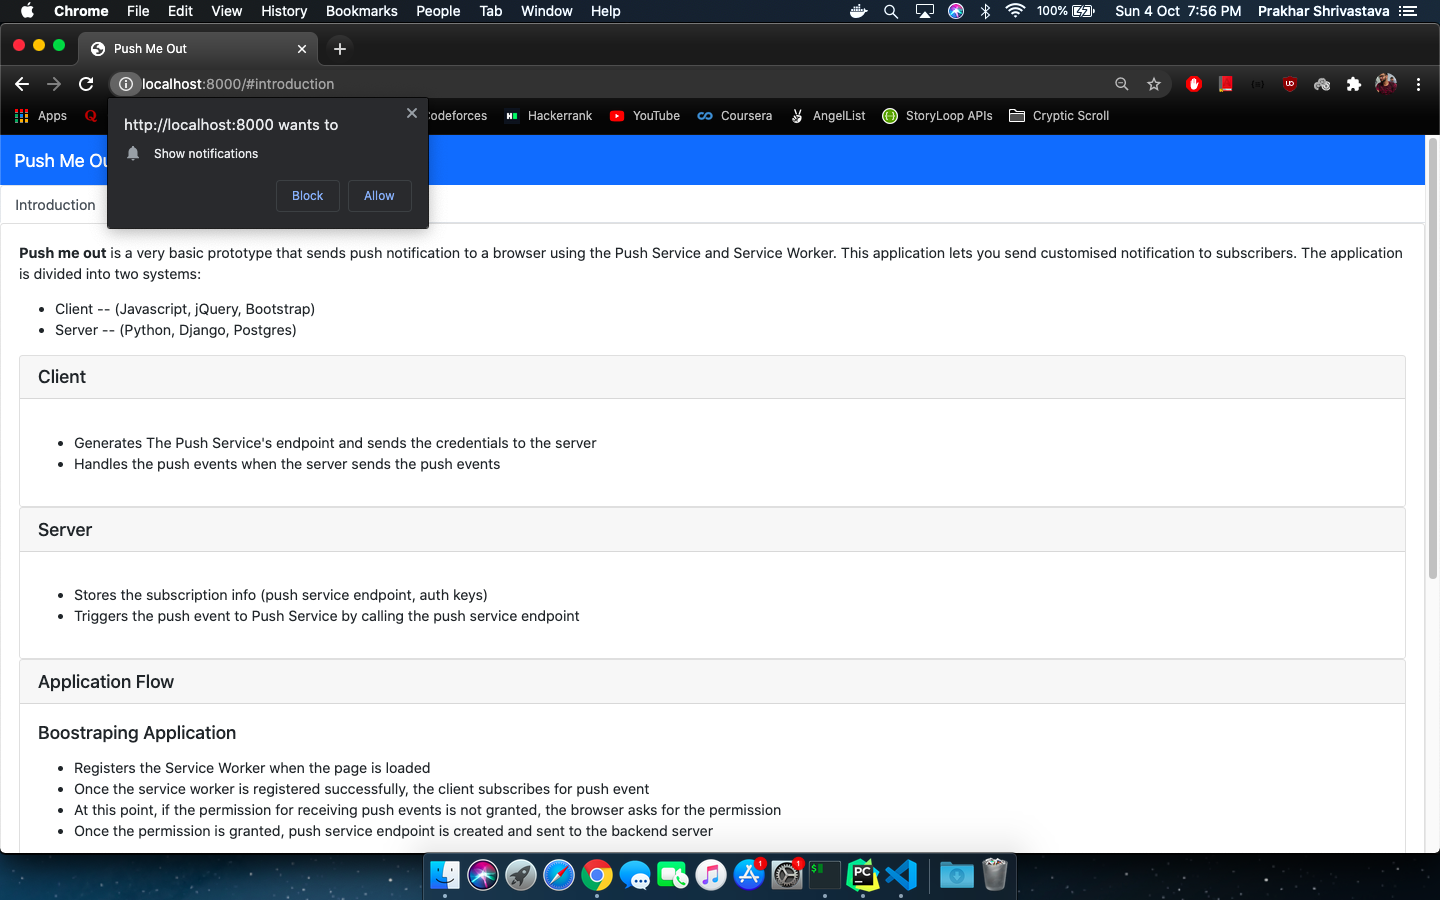 Chrome File Edit View History Bookmarks People Tab Window Help 100% Sun 4 Oct 7:56 PM Prakhar Shrivastava
Push Me Out
localhost:8000/#introduction
Apps odeforces Hackerrank YouTube Coursera AngelList StoryLoop APIs Cryptic Scroll
http://localhost:8000 wants to
Show notifications
Block Allow
Push Me Ou
Introduction
Push me out is a very basic prototype that sends push notification to a browser using the Push Service and Service Worker. This application lets you send customised notification to subscribers. The application
is divided into two systems:
• Client -- (Javascript, jQuery, Bootstrap)
• Server -- (Python, Django, Postgres)
Client
• Generates The Push Service's endpoint and sends the credentials to the server
• Handles the push events when the server sends the push events
Server
• Stores the subscription info (push service endpoint, auth keys)
• Triggers the push event to Push Service by calling the push service endpoint
Application Flow
Boostraping Application
• Registers the Service Worker when the page is loaded
• Once the service worker is registered successfully, the client subscribes for push event
• At this point, if the permission for receiving push events is not granted, the browser asks for the permission
• Once the permission is granted, push service endpoint is created and sent to the backend server
1 1 $ PC